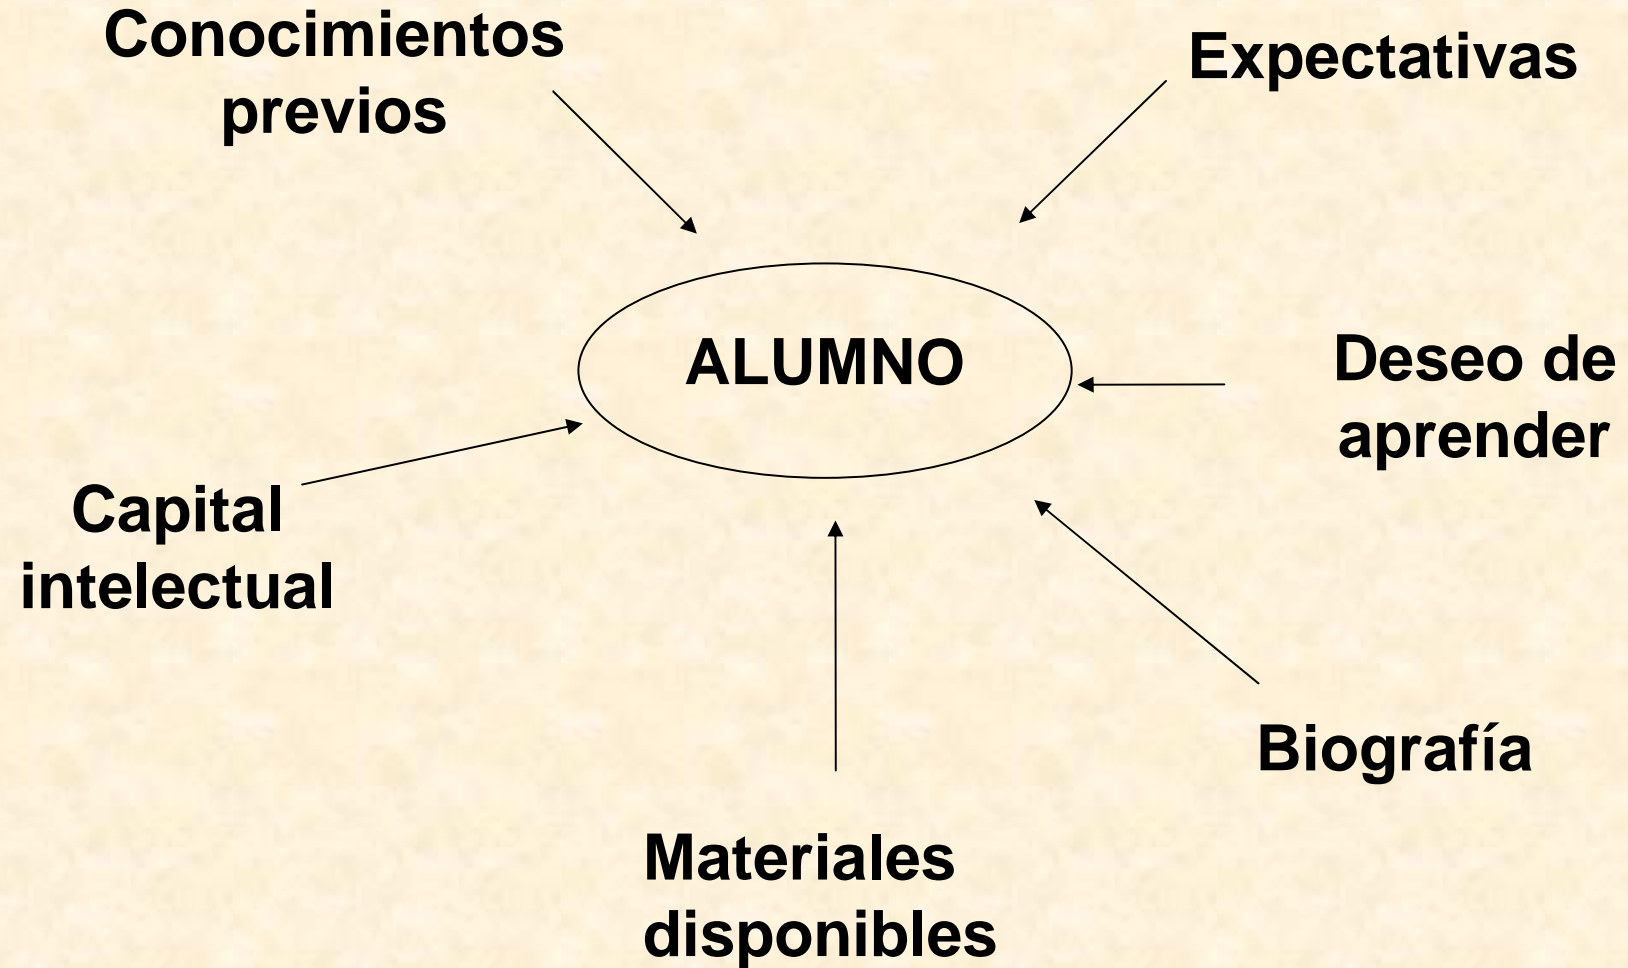 Conocimientos
previos
Expectativas
ALUMNO
Deseo de
aprender
Capital
intelectual
Biografía
Materiales
disponibles